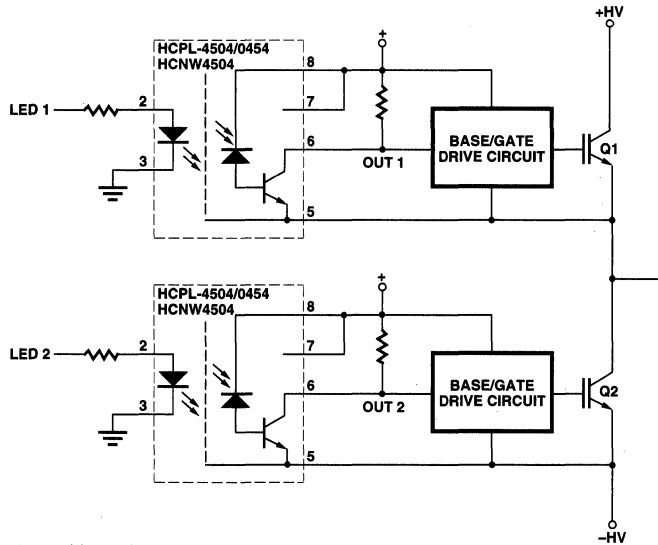 +HV
HCPL-4504/0454
HCNW4504
8
+
LED 1
2
7
3
6
OUT 1
BASE/GATE
DRIVE CIRCUIT
Q1
5
HCPL-4504/0454
HCNW4504
8
+
LED 2
2
7
3
6
OUT 2
BASE/GATE
DRIVE CIRCUIT
Q2
5
–HV